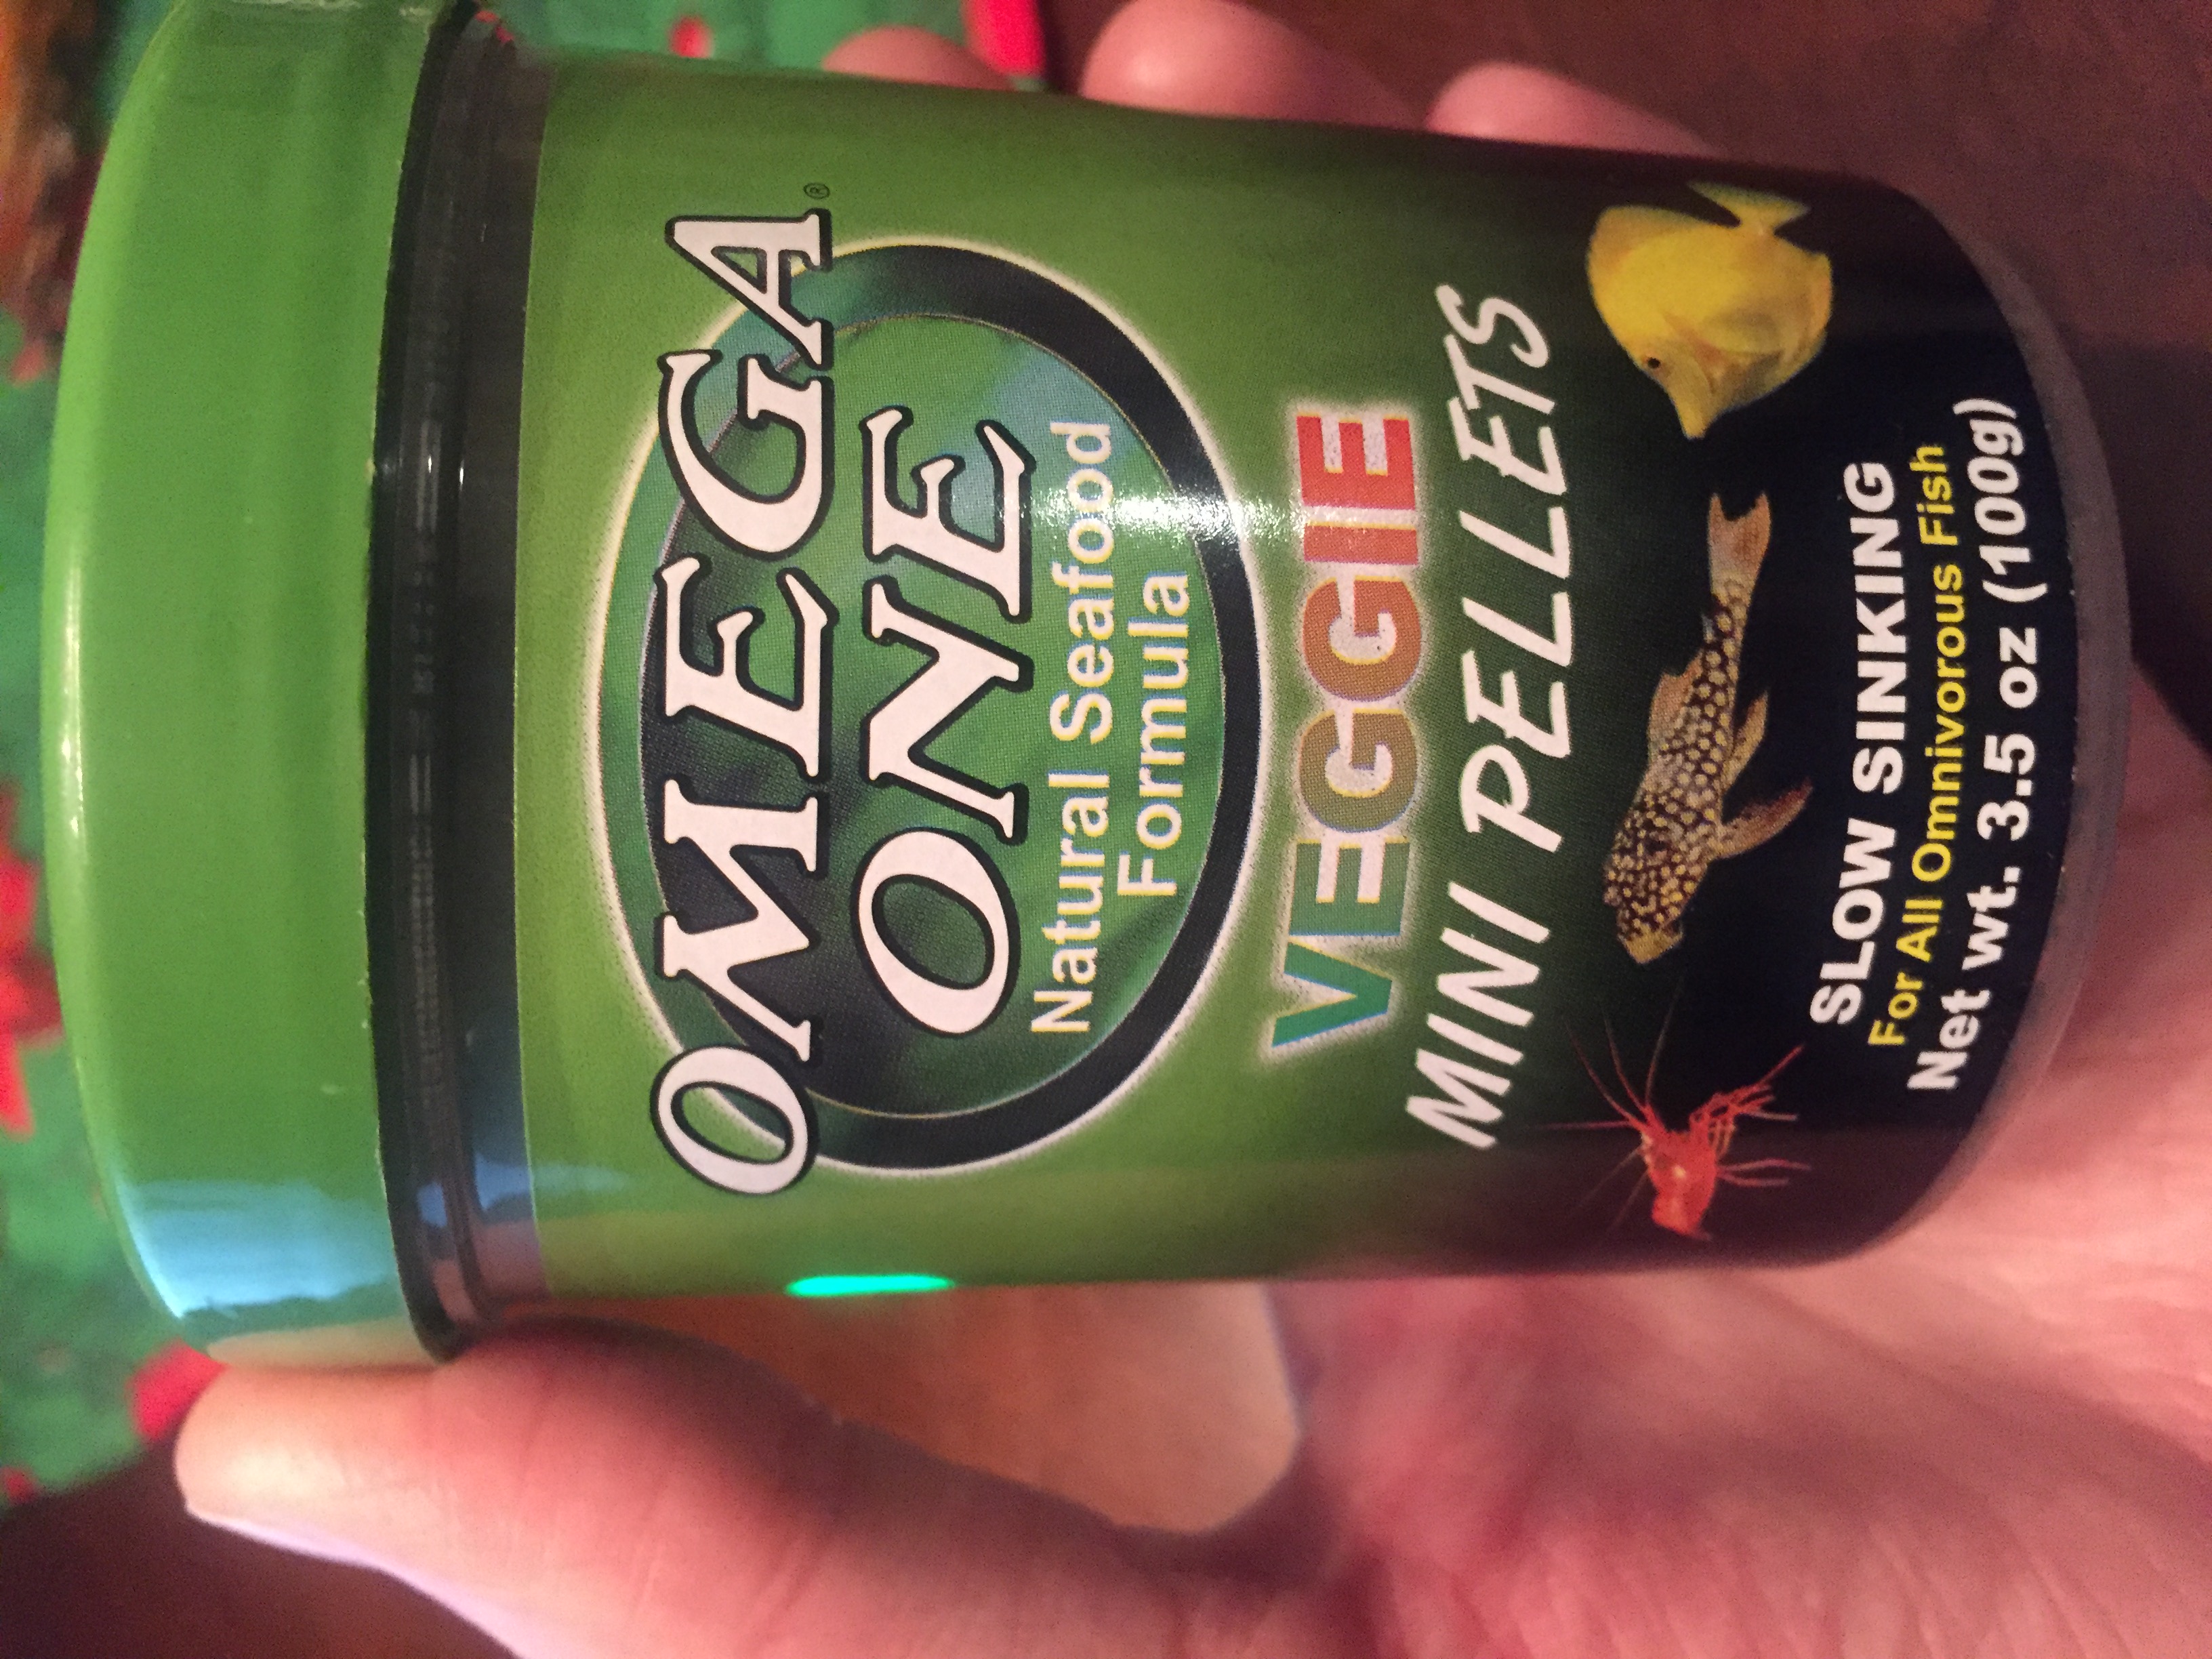 OMEGA®
ONE
Natural Seafood
Formula
VEGGIE
MINI PELLETS
SLOW SINKING
For All Omnivorous Fish
Net wt. 3.5 oz (100g)